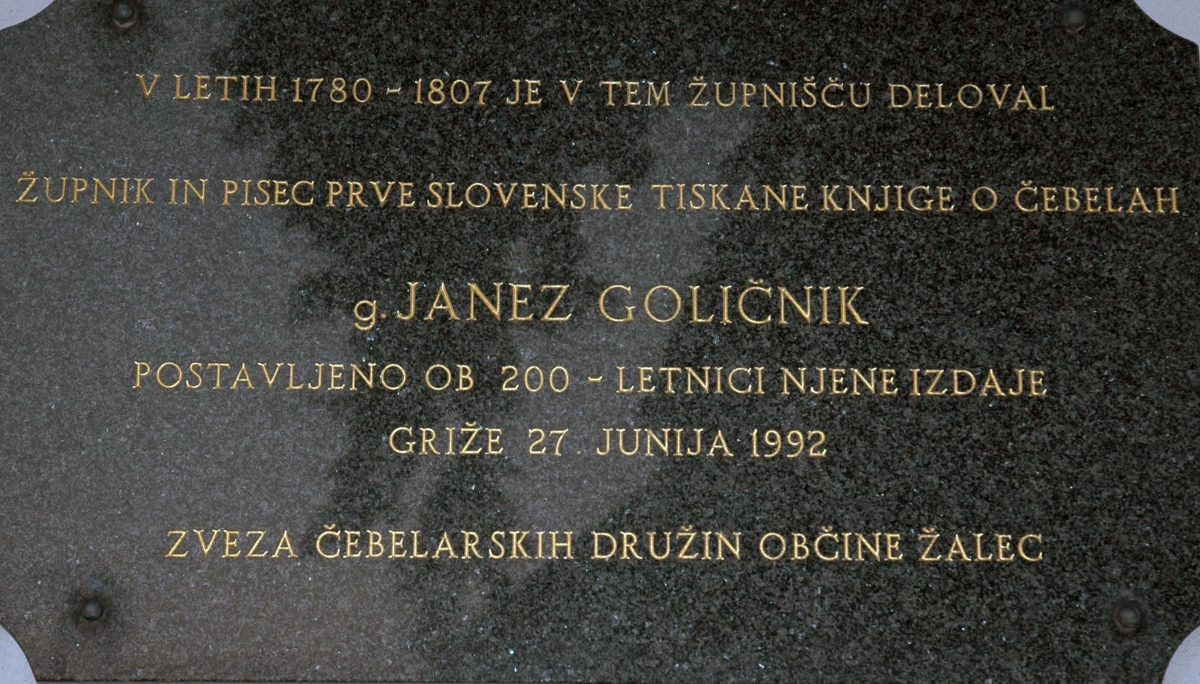 V LETIH 1780 - 1807 JE V TEM ŽUPNIŠČU DELOVAL
ŽUPNIK IN PISEC PRVE SLOVENSKE TISKANE KNJIGE O ČEBELAH
g. JANEZ GOLIČNIK
POSTAVLJENO OB 200 - LETNICI NJENE IZDAJE
GRIŽE 27. JUNIJA 1992
ZVEZA ČEBELARSKIH DRUŽIN OBČINE ŽALEC